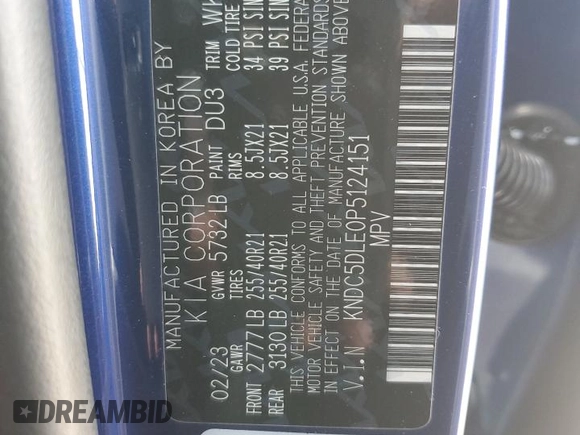 MANUFACTURED IN KOREA BY
KIA CORPORATION
02/23 GVWR 5732 LB PAINT DU3 TRIM
GAWR TIRES RIMS COLD TIRE
FRONT 2777 LB 255/40R21 8.5JX21 34 PSI
REAR 3130 LB 255/40R21 8.5JX21 39 PSI
THIS VEHICLE CONFORMS TO ALL APPLICABLE U.S.A. FEDERAL
MOTOR VEHICLE SAFETY AND THEFT PREVENTION STANDARDS
IN EFFECT ON THE DATE OF MANUFACTURE SHOWN ABOVE
V.I.N KNDC5DLE0P5124151
MPV
DREAMBID